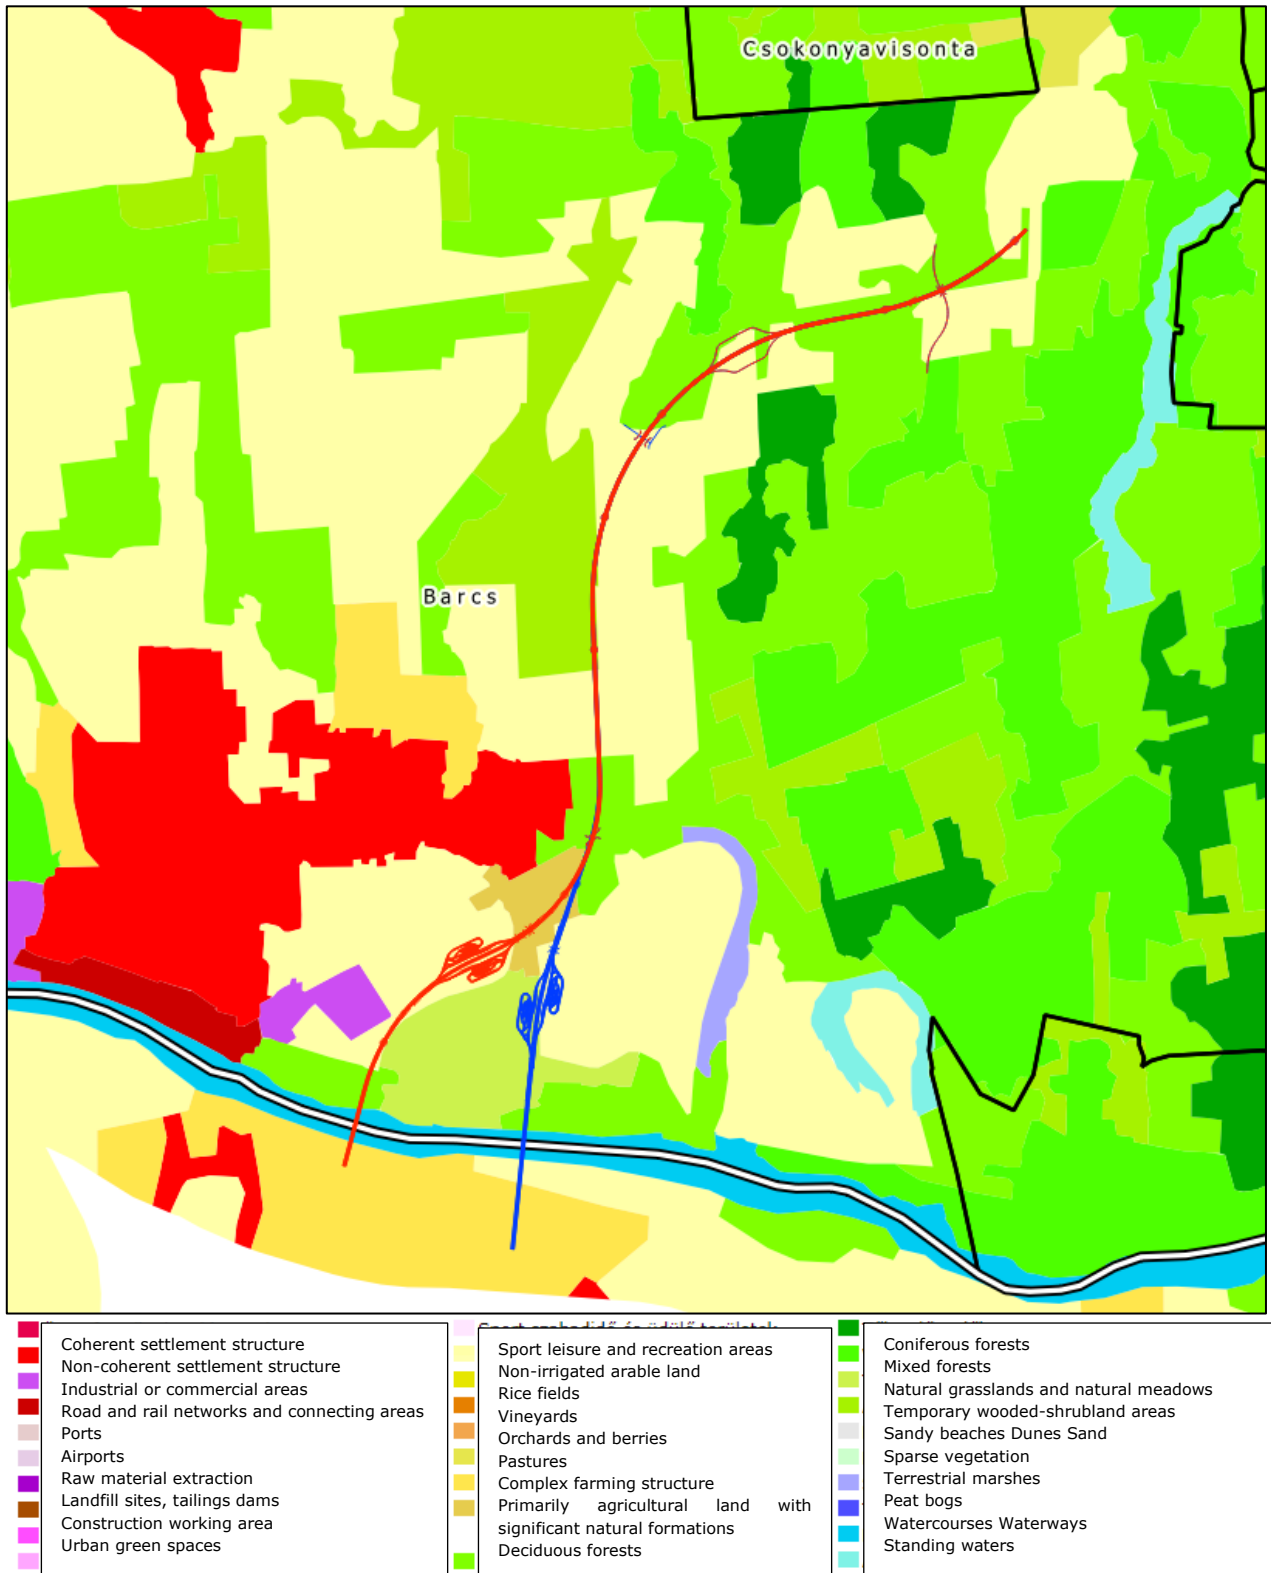 Csokonyavisonta
Barcs
Coherent settlement structure
Non-coherent settlement structure
Industrial or commercial areas
Road and rail networks and connecting areas
Ports
Airports
Raw material extraction
Landfill sites, tailings dams
Construction working area
Urban green spaces
Sport leisure and recreation areas
Non-irrigated arable land
Rice fields
Vineyards
Orchards and berries
Pastures
Complex farming structure
Primarily agricultural land with
significant natural formations
Deciduous forests
Coniferous forests
Mixed forests
Natural grasslands and natural meadows
Temporary wooded-shrubland areas
Sandy beaches Dunes Sand
Sparse vegetation
Terrestrial marshes
Peat bogs
Watercourses Waterways
Standing waters